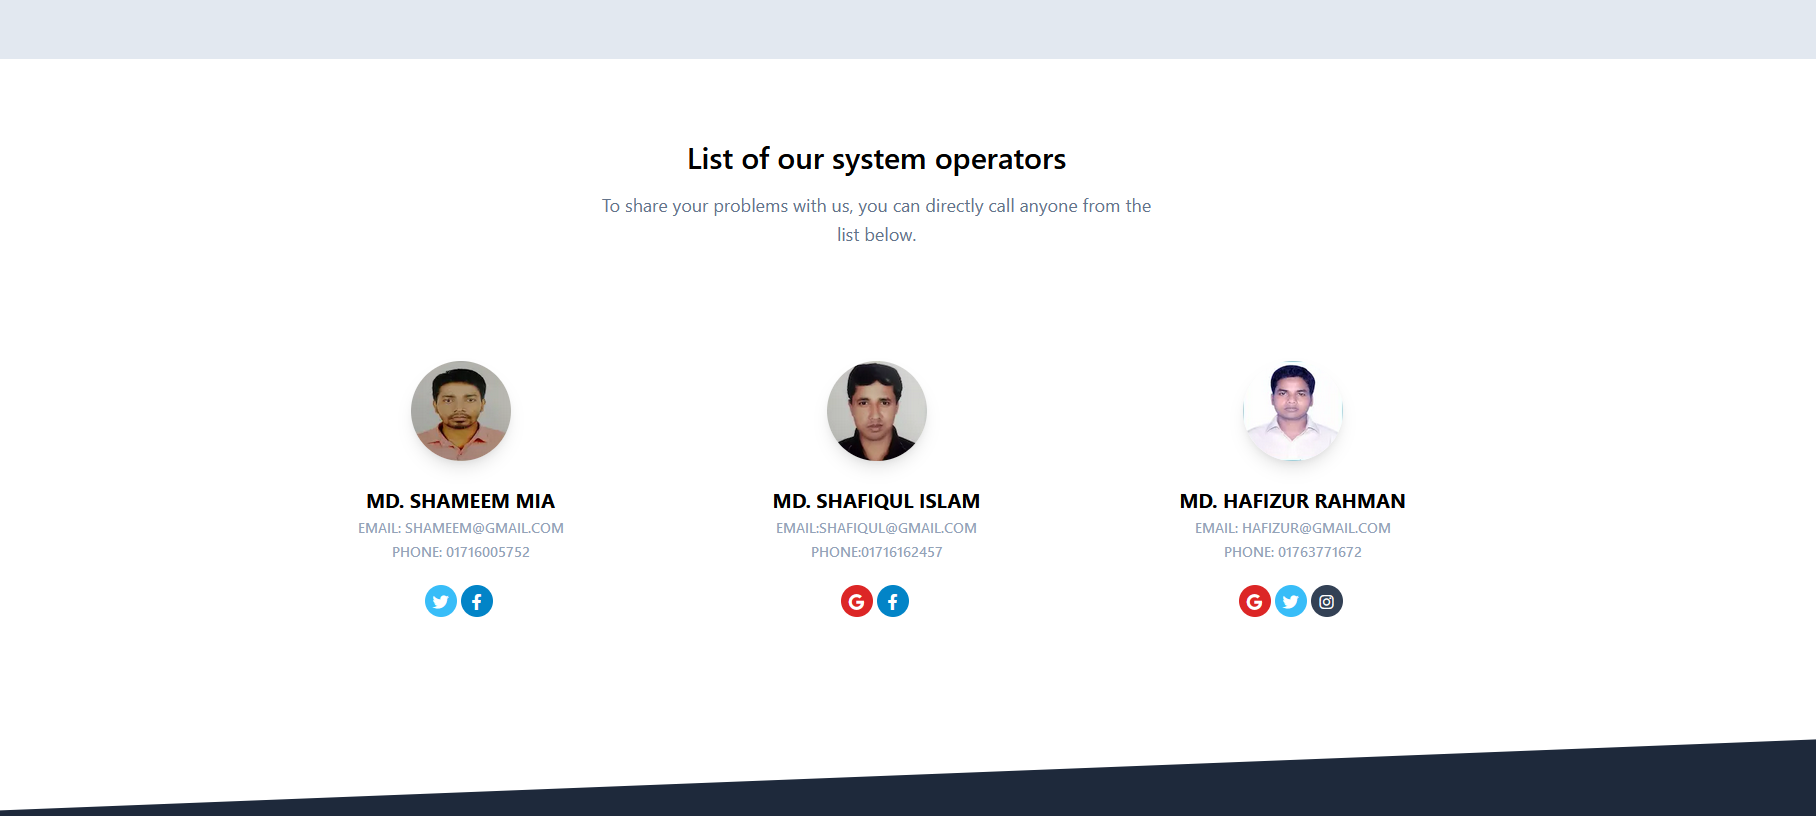 List of our system operators
To share your problems with us, you can directly call anyone from the
list below.
MD. SHAMEEM MIA
EMAIL: SHAMEEM@GMAIL.COM
PHONE: 01716005752
MD. SHAFIQUL ISLAM
EMAIL:SHAFIQUL@GMAIL.COM
PHONE:01716162457
MD. HAFIZUR RAHMAN
EMAIL: HAFIZUR@GMAIL.COM
PHONE: 01763771672